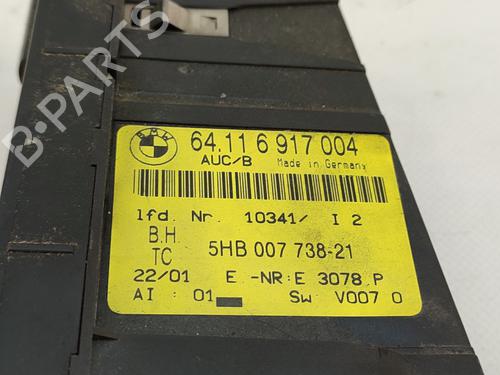 B-PARTS
BMW
64.11 6 917 004
AUC/B Made in Germany
lfd. Nr. 10341/ I 2
B.H
TC 5HB 007 738-21
22/01 E -NR:E 3078 P
AI : 01 Sw V007 0